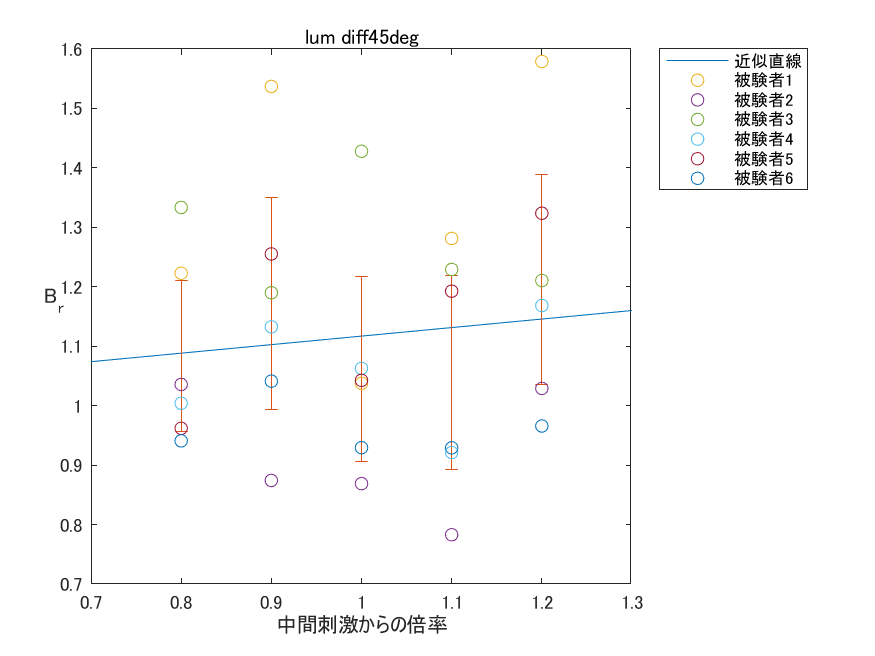 lum diff45deg
1.6
1.5
1.4
1.3
1.2
1.1
1
0.9
0.8
0.7
Br
0.7 0.8 0.9 1 1.1 1.2 1.3
中間刺激からの倍率
近似直線
被験者1
被験者2
被験者3
被験者4
被験者5
被験者6